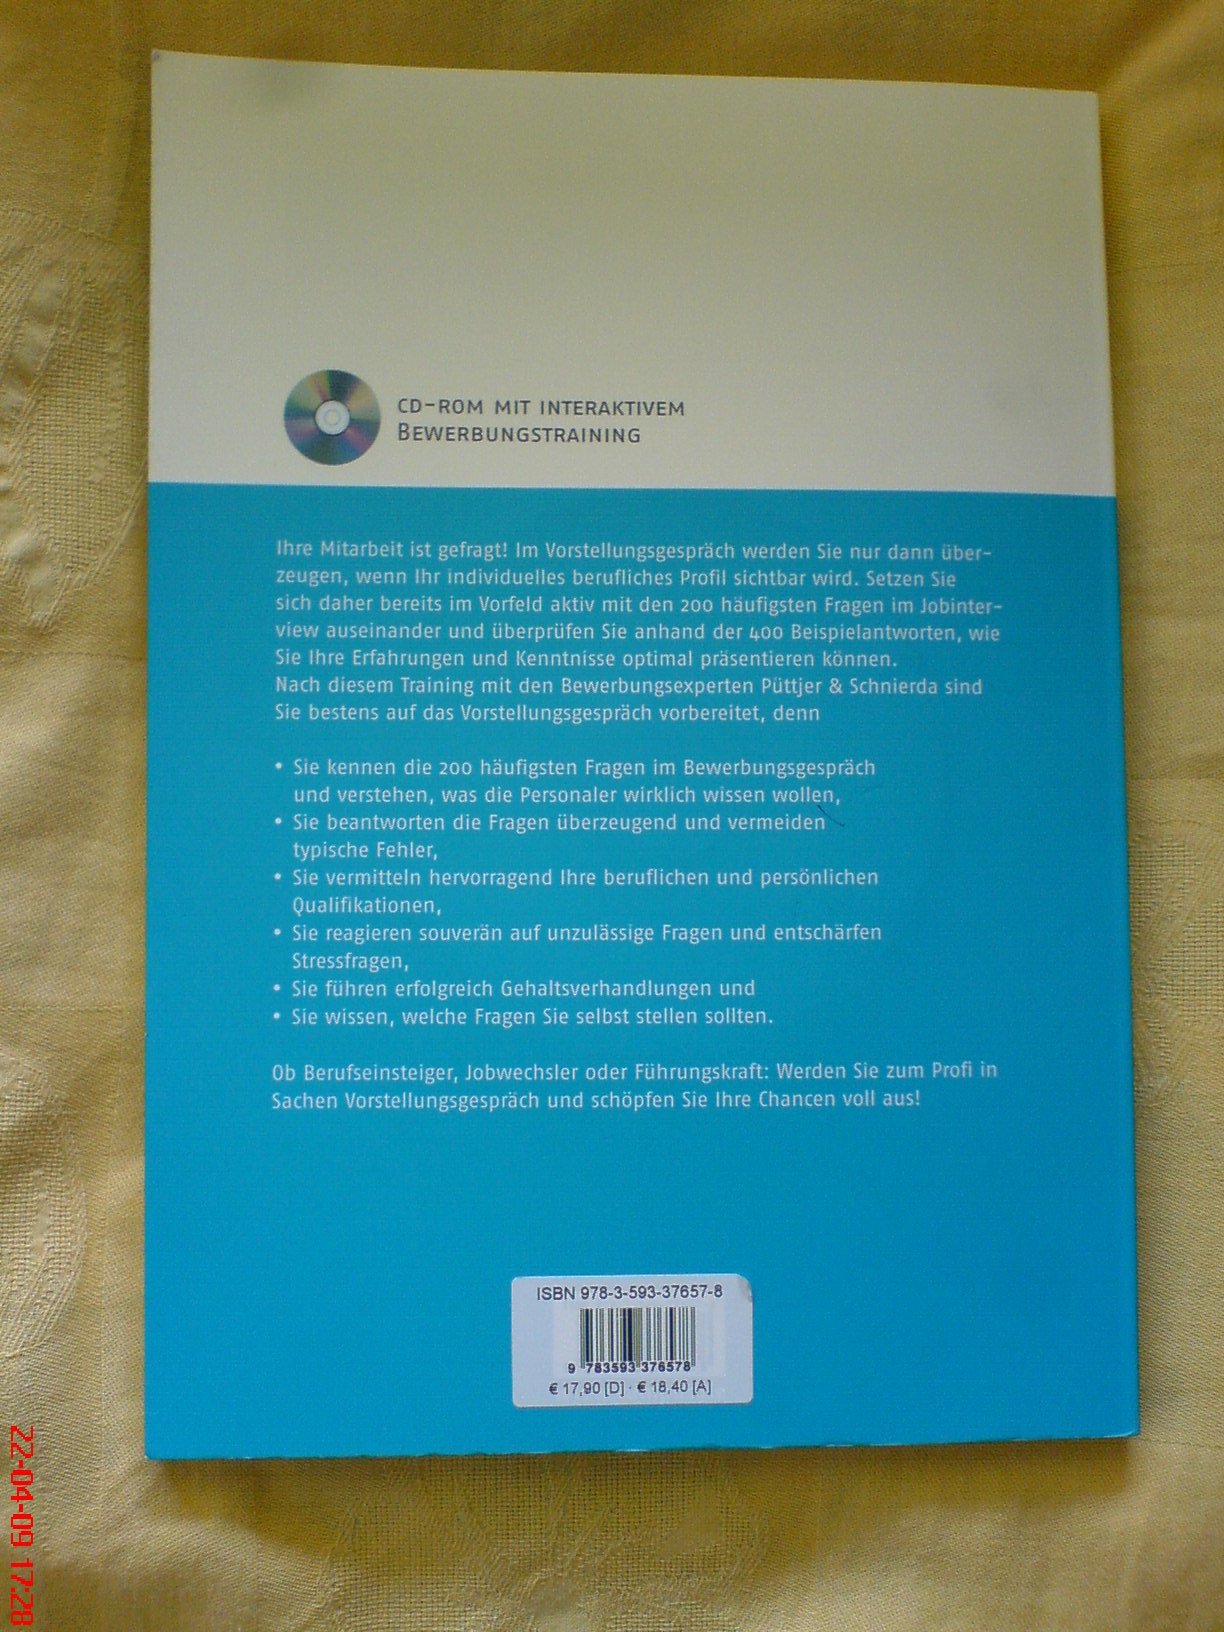 CD-ROM MIT INTERAKTIVEM
BEWERBUNGSTRAINING
Ihre Mitarbeit ist gefragt! Im Vorstellungsgespräch werden Sie nur dann über-
zeugen, wenn Ihr individuelles berufliches Profil sichtbar wird. Setzen Sie
sich daher bereits im Vorfeld aktiv mit den 200 häufigsten Fragen im Jobinter-
view auseinander und überprüfen Sie anhand der 400 Beispielantworten, wie
Sie Ihre Erfahrungen und Kenntnisse optimal präsentieren können.
Nach diesem Training mit den Bewerbungsexperten Püttjer & Schnierda sind
Sie bestens auf das Vorstellungsgespräch vorbereitet, denn
• Sie kennen die 200 häufigsten Fragen im Bewerbungsgespräch
und verstehen, was die Personaler wirklich wissen wollen,
• Sie beantworten die Fragen überzeugend und vermeiden
typische Fehler,
• Sie vermitteln hervorragend Ihre beruflichen und persönlichen
Qualifikationen,
• Sie reagieren souverän auf unzulässige Fragen und entschärfen
Stressfragen,
• Sie führen erfolgreich Gehaltsverhandlungen und
• Sie wissen, welche Fragen Sie selbst stellen sollten.
Ob Berufseinsteiger, Jobwechsler oder Führungskraft: Werden Sie zum Profi in
Sachen Vorstellungsgespräch und schöpfen Sie Ihre Chancen voll aus!
ISBN 978-3-593-37657-8
9 783593 376578
€ 17,90 [D] · € 18,40 [A]
22-04-09 17:28